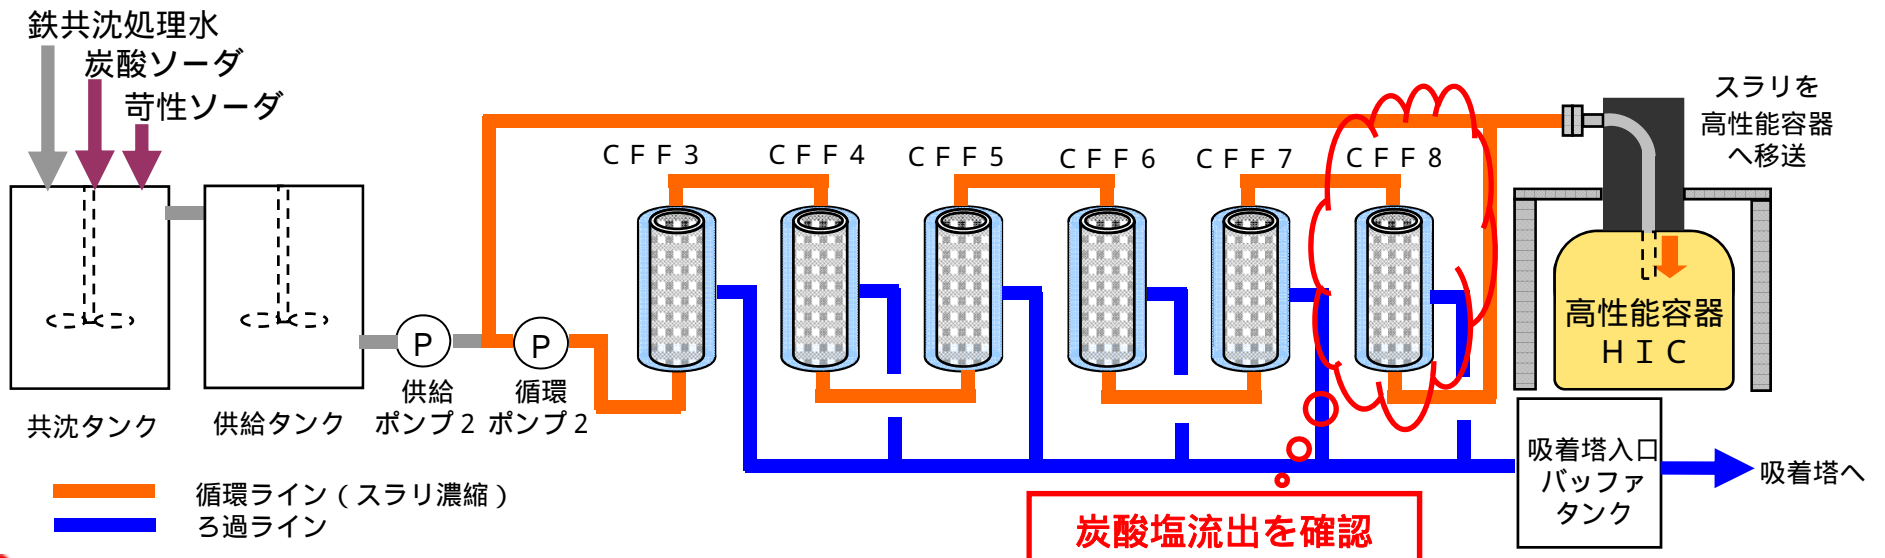 鉄共沈処理水
炭酸ソーダ
苛性ソーダ
スラリを
高性能容器
へ移送
ＣＦＦ３
ＣＦＦ４
ＣＦＦ５
ＣＦＦ６
ＣＦＦ７
ＣＦＦ８
高性能容器
ＨＩＣ
P
P
供給
ポンプ２
循環
ポンプ２
共沈タンク
供給タンク
吸着塔入口
バッファ
タンク
吸着塔へ
循環ライン（スラリ濃縮）
ろ過ライン
炭酸塩流出を確認